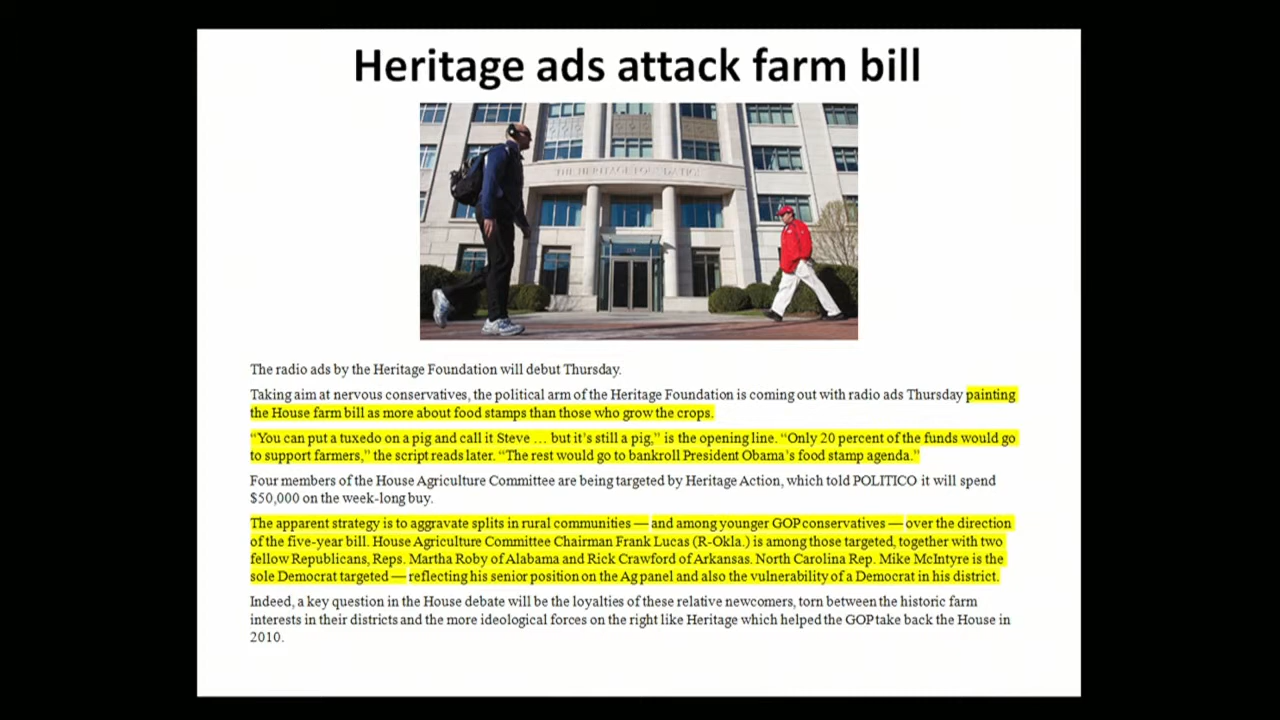 Heritage ads attack farm bill
THE HERITAGE FOUNDATION
The radio ads by the Heritage Foundation will debut Thursday.
Taking aim at nervous conservatives, the political arm of the Heritage Foundation is coming out with radio ads Thursday painting
the House farm bill as more about food stamps than those who grow the crops.
“You can put a tuxedo on a pig and call it Steve … but it’s still a pig,” is the opening line. “Only 20 percent of the funds would go
to support farmers,” the script reads later. “The rest would go to bankroll President Obama’s food stamp agenda.”
Four members of the House Agriculture Committee are being targeted by Heritage Action, which told POLITICO it will spend
$50,000 on the week-long buy.
The apparent strategy is to aggravate splits in rural communities — and among younger GOP conservatives — over the direction
of the five-year bill. House Agriculture Committee Chairman Frank Lucas (R-Okla.) is among those targeted, together with two
fellow Republicans, Reps. Martha Roby of Alabama and Rick Crawford of Arkansas. North Carolina Rep. Mike McIntyre is the
sole Democrat targeted — reflecting his senior position on the Ag panel and also the vulnerability of a Democrat in his district.
Indeed, a key question in the House debate will be the loyalties of these relative newcomers, torn between the historic farm
interests in their districts and the more ideological forces on the right like Heritage which helped the GOP take back the House in
2010.